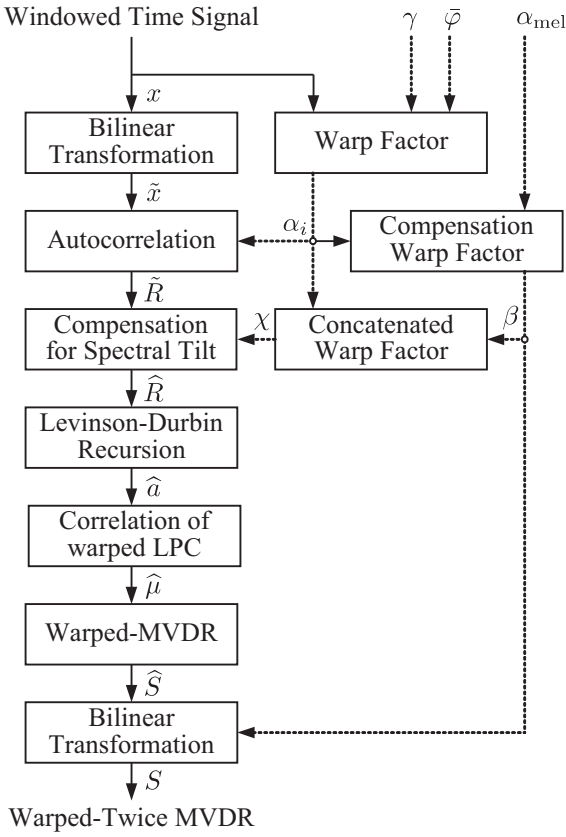 Windowed Time Signal
γ
φ̄
α_mel
x
Bilinear
Transformation
Warp Factor
x̃
α_i
Autocorrelation
Compensation
Warp Factor
R̃
Compensation
for Spectral Tilt
χ
Concatenated
Warp Factor
β
R̂
Levinson-Durbin
Recursion
â
Correlation of
warped LPC
μ̂
Warped-MVDR
Ŝ
Bilinear
Transformation
S
Warped-Twice MVDR